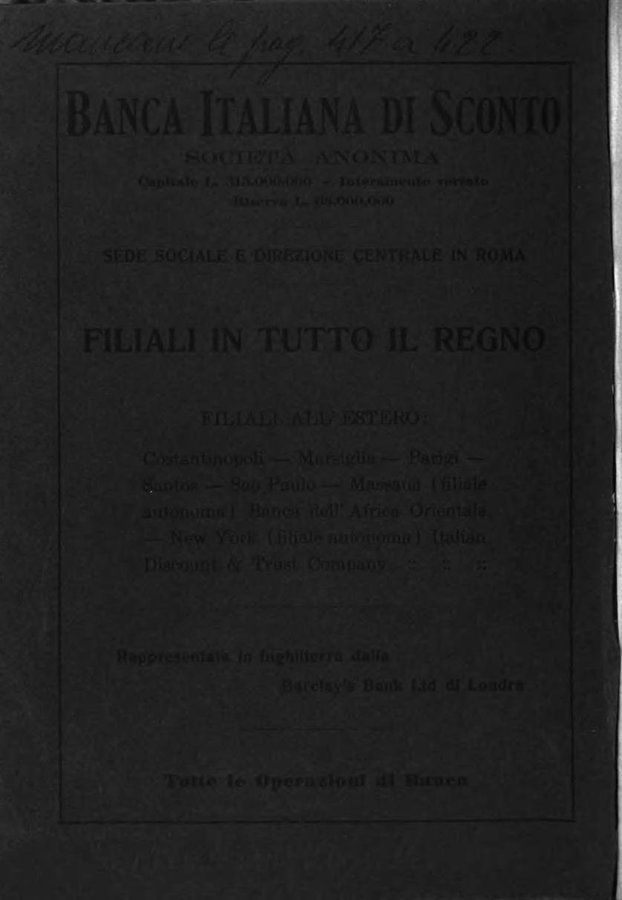 Mancano le pag. 417 a 422.
BANCA ITALIANA DI SCONTO
SOCIETÀ ANONIMA
Capitale L. 315.000.000 - Interamente versato
Riserva L. 68.000.000
SEDE SOCIALE E DIREZIONE CENTRALE IN ROMA
FILIALI IN TUTTO IL REGNO
FILIALI ALL'ESTERO:
Costantinopoli — Marsiglia — Parigi —
Santos — Sao Paulo — Massaua (filiale
autonoma) Banca dell'Africa Orientale,
— New York (filiale autonoma) Italian
Discount & Trust Company :: :: ::
Rappresentata in Inghilterra dalla
Barclay's Bank Ltd di Londra
Tutte le Operazioni di Banca